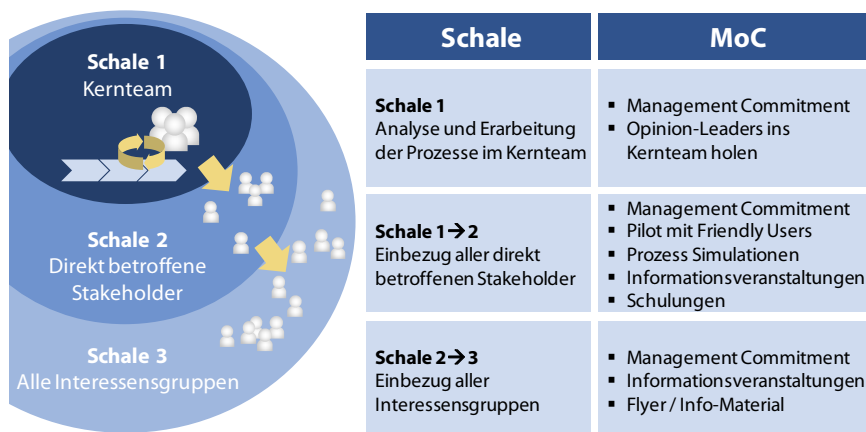 Schale 1
Kernteam
Schale 2
Direkt betroffene
Stakeholder
Schale 3
Alle Interessensgruppen
Schale
MoC
Schale 1
Analyse und Erarbeitung
der Prozesse im Kernteam
▪ Management Commitment
▪ Opinion-Leaders ins
Kernteam holen
Schale 1→2
Einbezug aller direkt
betroffenen Stakeholder
▪ Management Commitment
▪ Pilot mit Friendly Users
▪ Prozess Simulationen
▪ Informationsveranstaltungen
▪ Schulungen
Schale 2→3
Einbezug aller
Interessensgruppen
▪ Management Commitment
▪ Informationsveranstaltungen
▪ Flyer / Info-Material